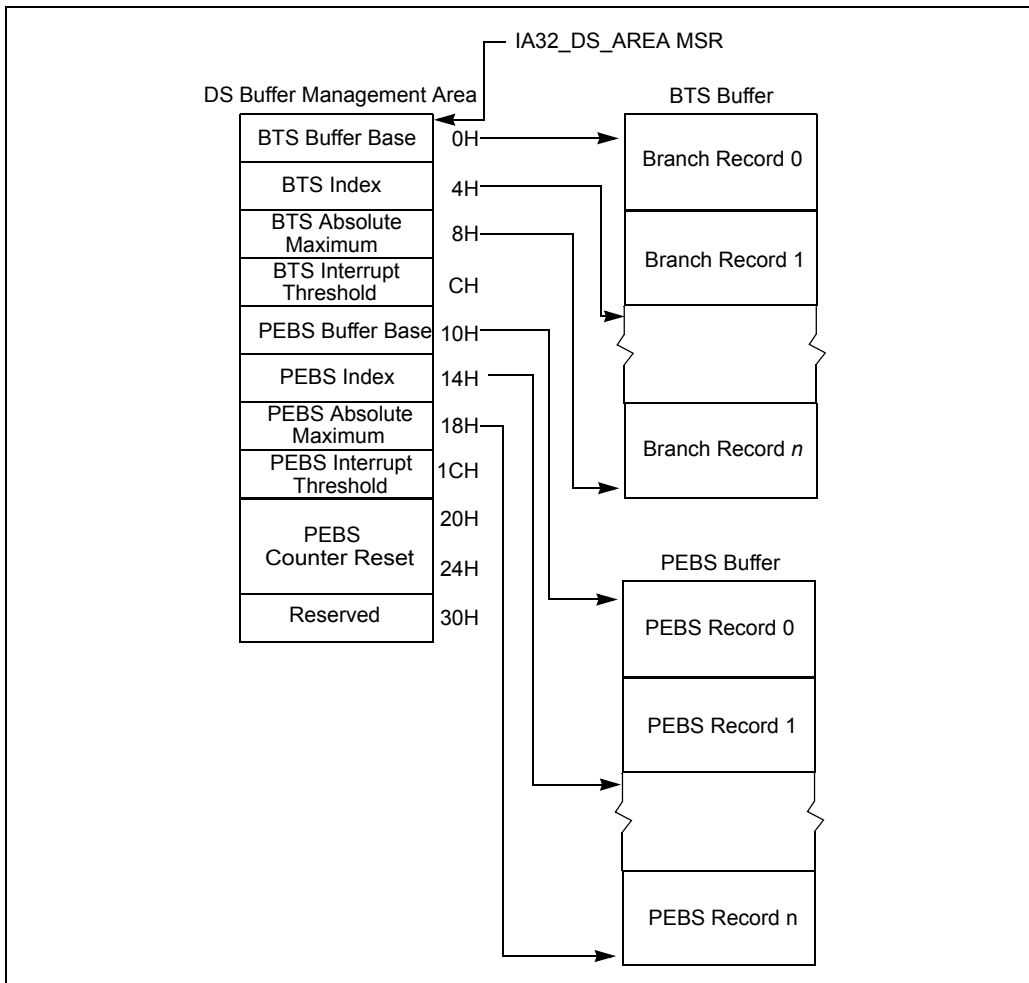 IA32_DS_AREA MSR
DS Buffer Management Area
BTS Buffer Base 0H
BTS Index 4H
BTS Absolute
Maximum 8H
BTS Interrupt
Threshold CH
PEBS Buffer Base 10H
PEBS Index 14H
PEBS Absolute
Maximum 18H
PEBS Interrupt
Threshold 1CH
20H
PEBS
Counter Reset
24H
Reserved 30H
BTS Buffer
Branch Record 0
Branch Record 1
Branch Record n
PEBS Buffer
PEBS Record 0
PEBS Record 1
PEBS Record n